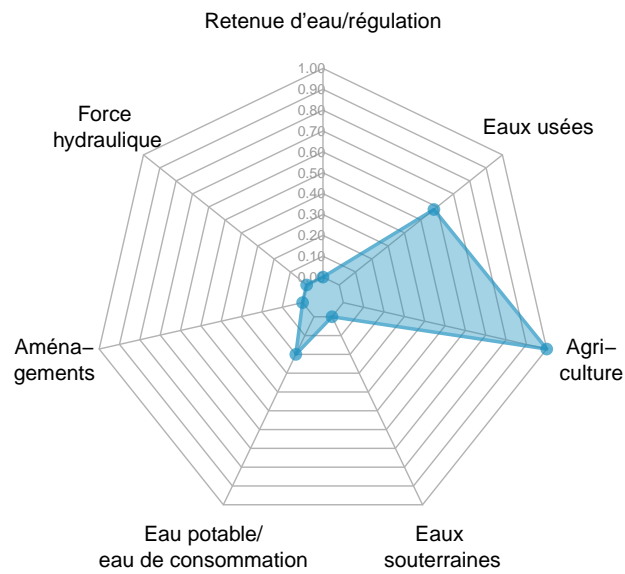 Retenue d'eau/régulation
1.00
0.90
0.80
0.70
0.60
0.50
0.40
0.30
0.20
0.10
Force
hydraulique
Eaux usées
Aména–
gements
Agri–
culture
Eau potable/
eau de consommation
Eaux
souterraines